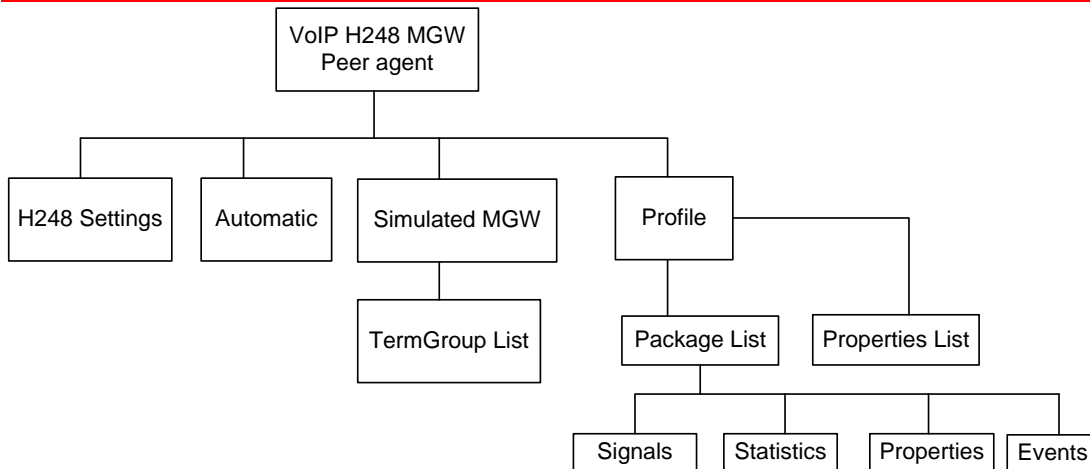 VoIP H248 MGW
Peer agent
H248 Settings
Automatic
Simulated MGW
Profile
TermGroup List
Package List
Properties List
Signals
Statistics
Properties
Events